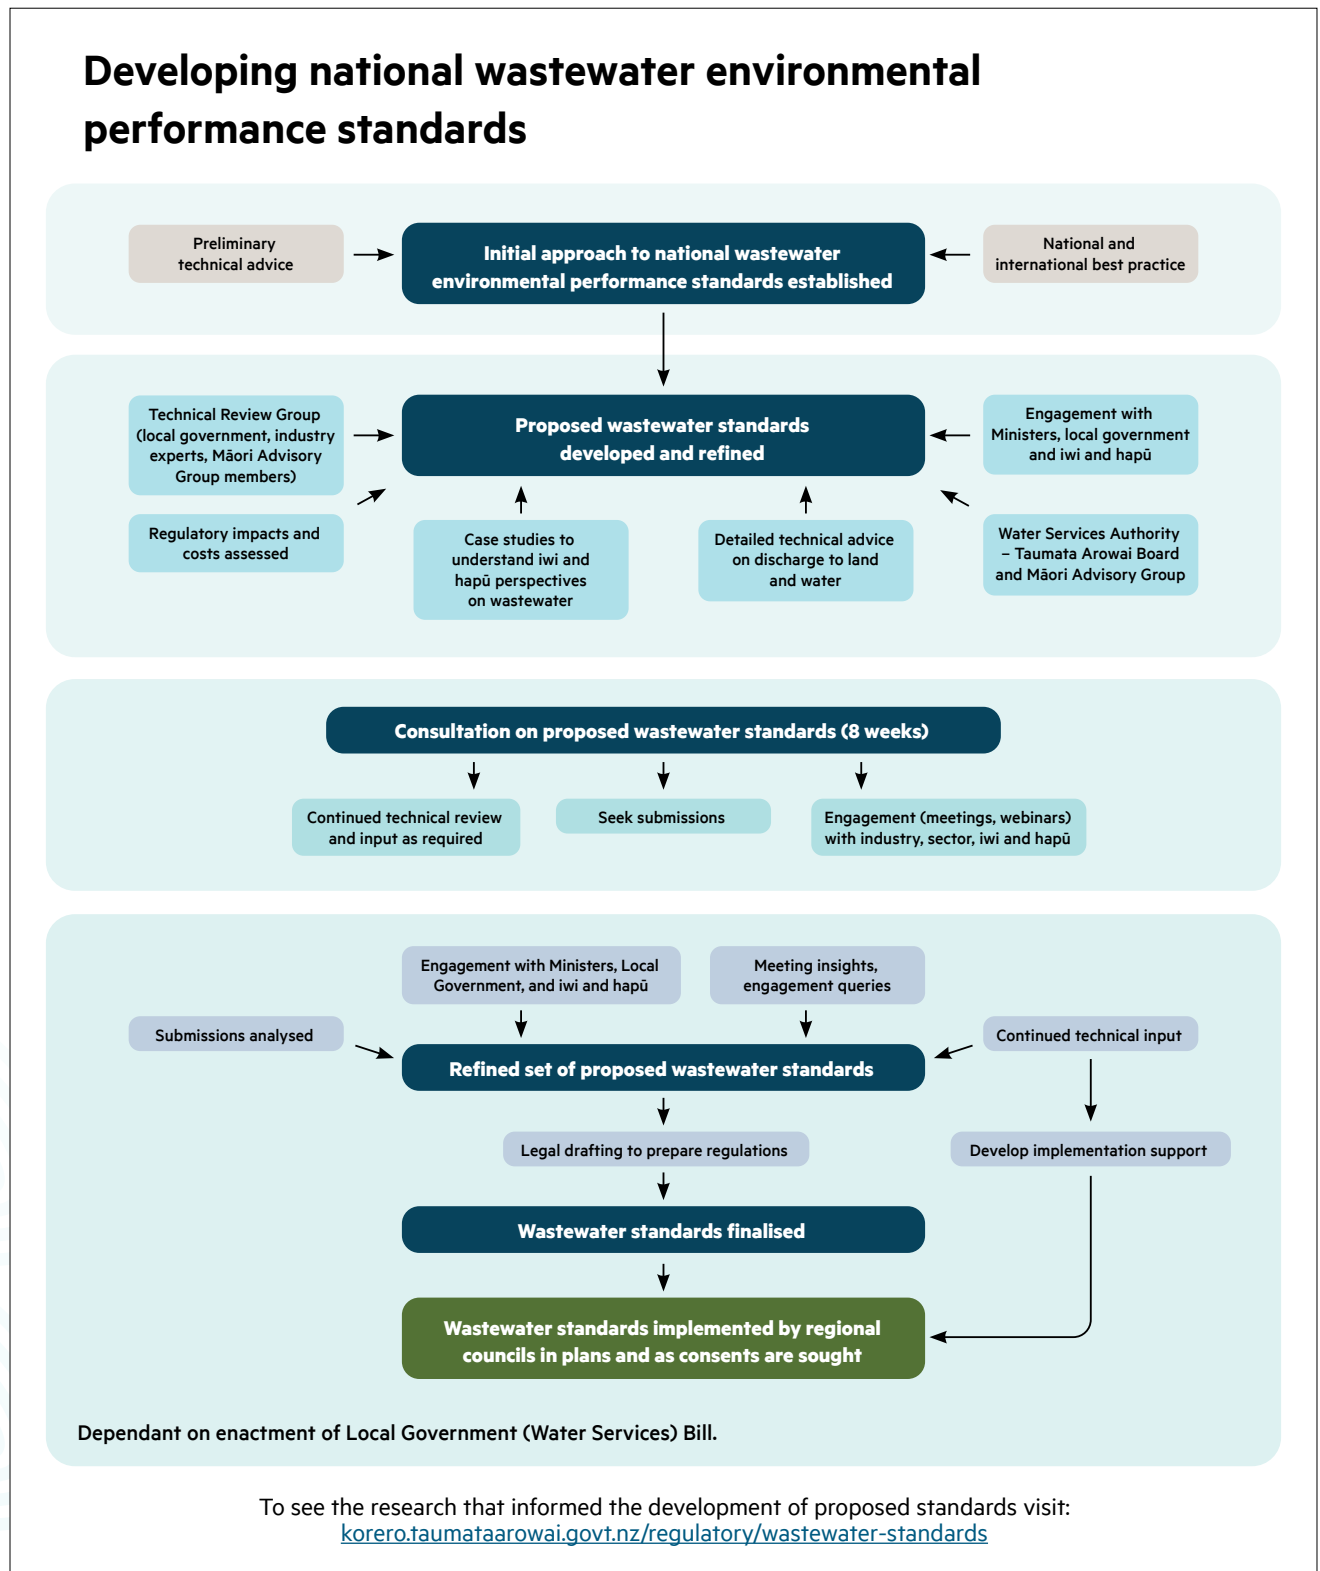 Developing national wastewater environmental
performance standards
Preliminary
technical advice
Initial approach to national wastewater
environmental performance standards established
National and
international best practice
Technical Review Group
(local government, industry
experts, Māori Advisory
Group members)
Proposed wastewater standards
developed and refined
Engagement with
Ministers, local government
and iwi and hapū
Regulatory impacts and
costs assessed
Case studies to
understand iwi and
hapū perspectives
on wastewater
Detailed technical advice
on discharge to land
and water
Water Services Authority
– Taumata Arowai Board
and Māori Advisory Group
Consultation on proposed wastewater standards (8 weeks)
Continued technical review
and input as required
Seek submissions
Engagement (meetings, webinars)
with industry, sector, iwi and hapū
Engagement with Ministers, Local
Government, and iwi and hapū
Meeting insights,
engagement queries
Submissions analysed
Continued technical input
Refined set of proposed wastewater standards
Legal drafting to prepare regulations
Develop implementation support
Wastewater standards finalised
Wastewater standards implemented by regional
councils in plans and as consents are sought
Dependant on enactment of Local Government (Water Services) Bill.
To see the research that informed the development of proposed standards visit:
korero.taumataarowai.govt.nz/regulatory/wastewater-standards